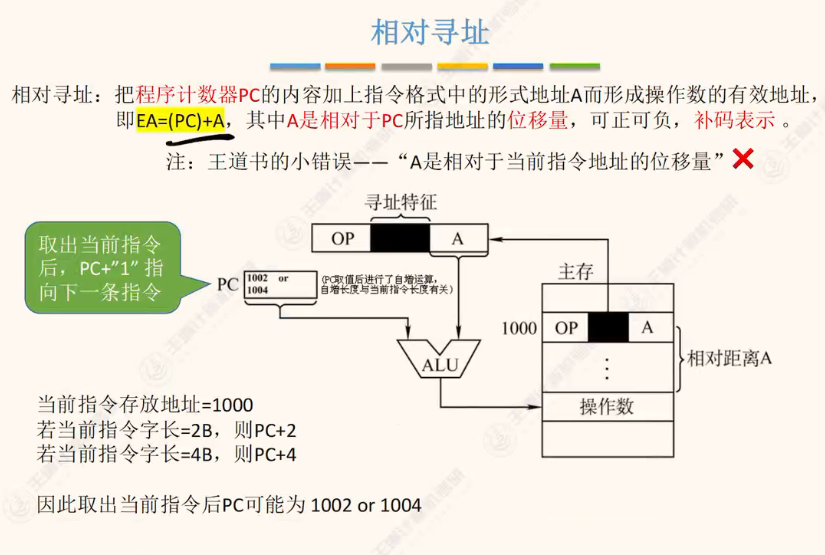 相对寻址
相对寻址：把程序计数器PC的内容加上指令格式中的形式地址A而形成操作数的有效地址，
即EA=(PC)+A，其中A是相对于PC所指地址的位移量，可正可负，补码表示 。
注：王道书的小错误——“A是相对于当前指令地址的位移量”
寻址特征
OP A
取出当前指令
后，PC+”1” 指
向下一条指令
PC
1002 or
1004
(PC取值后进行了自增运算，
自增长度与当前指令长度有关)
主存
1000 OP A
相对距离A
ALU
⋮
操作数
当前指令存放地址=1000
若当前指令字长=2B，则PC+2
若当前指令字长=4B，则PC+4
因此取出当前指令后PC可能为 1002 or 1004